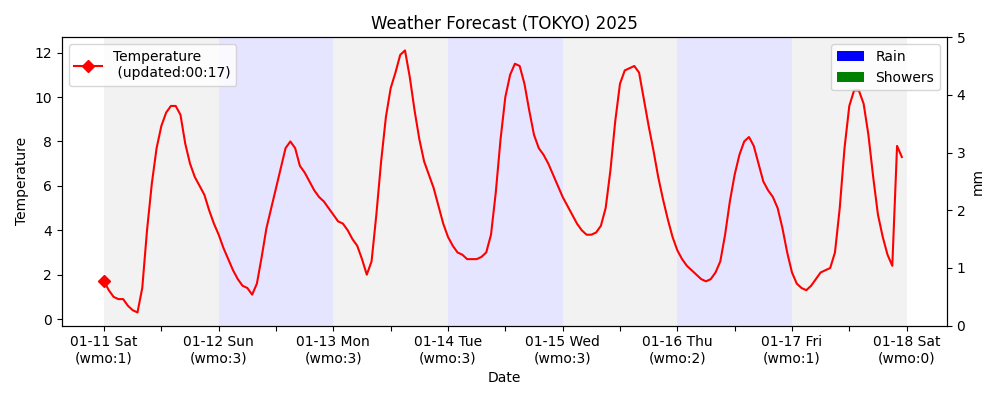 Weather Forecast (TOKYO) 2025
Temperature
(updated:00:17)
Rain
Showers
12
10
8
6
4
2
0
Temperature
5
4
3
2
1
0
mm
01-11 Sat
(wmo:1)
01-12 Sun
(wmo:3)
01-13 Mon
(wmo:3)
01-14 Tue
(wmo:3)
01-15 Wed
(wmo:3)
01-16 Thu
(wmo:2)
01-17 Fri
(wmo:1)
01-18 Sat
(wmo:0)
Date